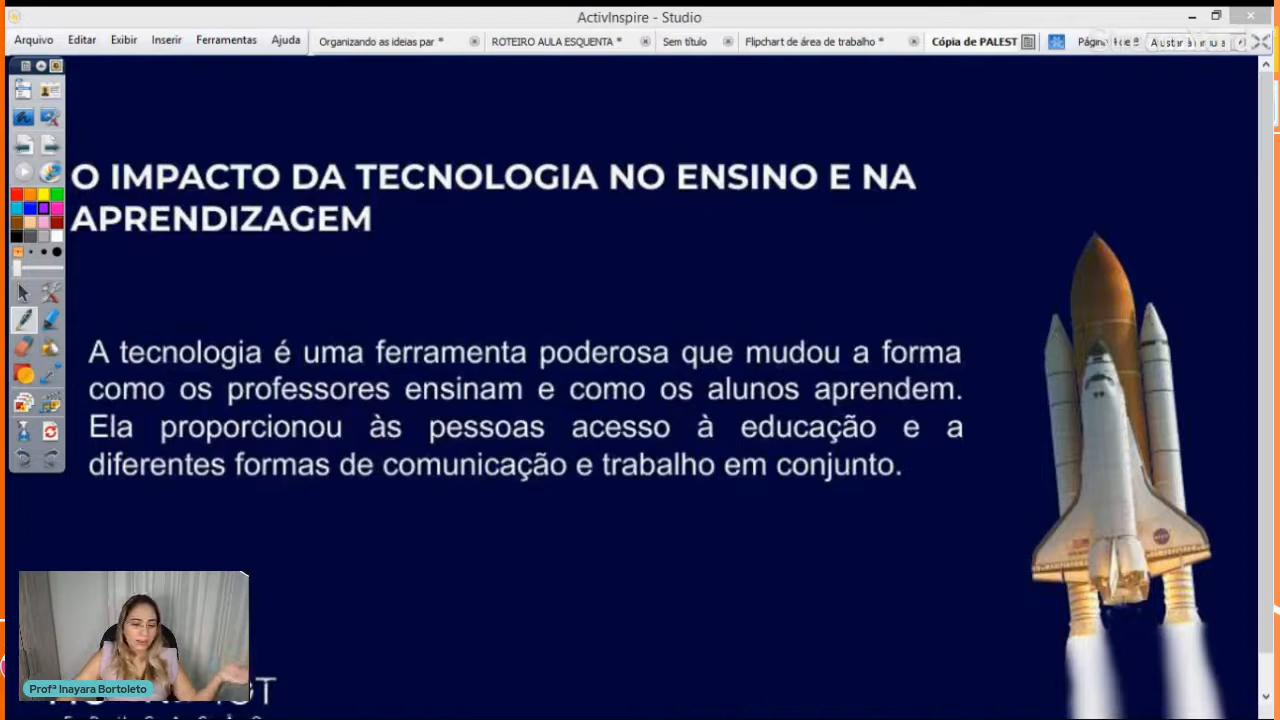 ActivInspire - Studio
Arquivo Editar Exibir Inserir Ferramentas Ajuda
Organizando as ideias par * ROTEIRO AULA ESQUENTA * Sem título Flipchart de área de trabalho * Cópia de PALEST
O IMPACTO DA TECNOLOGIA NO ENSINO E NA
APRENDIZAGEM
A tecnologia é uma ferramenta poderosa que mudou a forma
como os professores ensinam e como os alunos aprendem.
Ela proporcionou às pessoas acesso à educação e a
diferentes formas de comunicação e trabalho em conjunto.
Profª Inayara Bortoleto